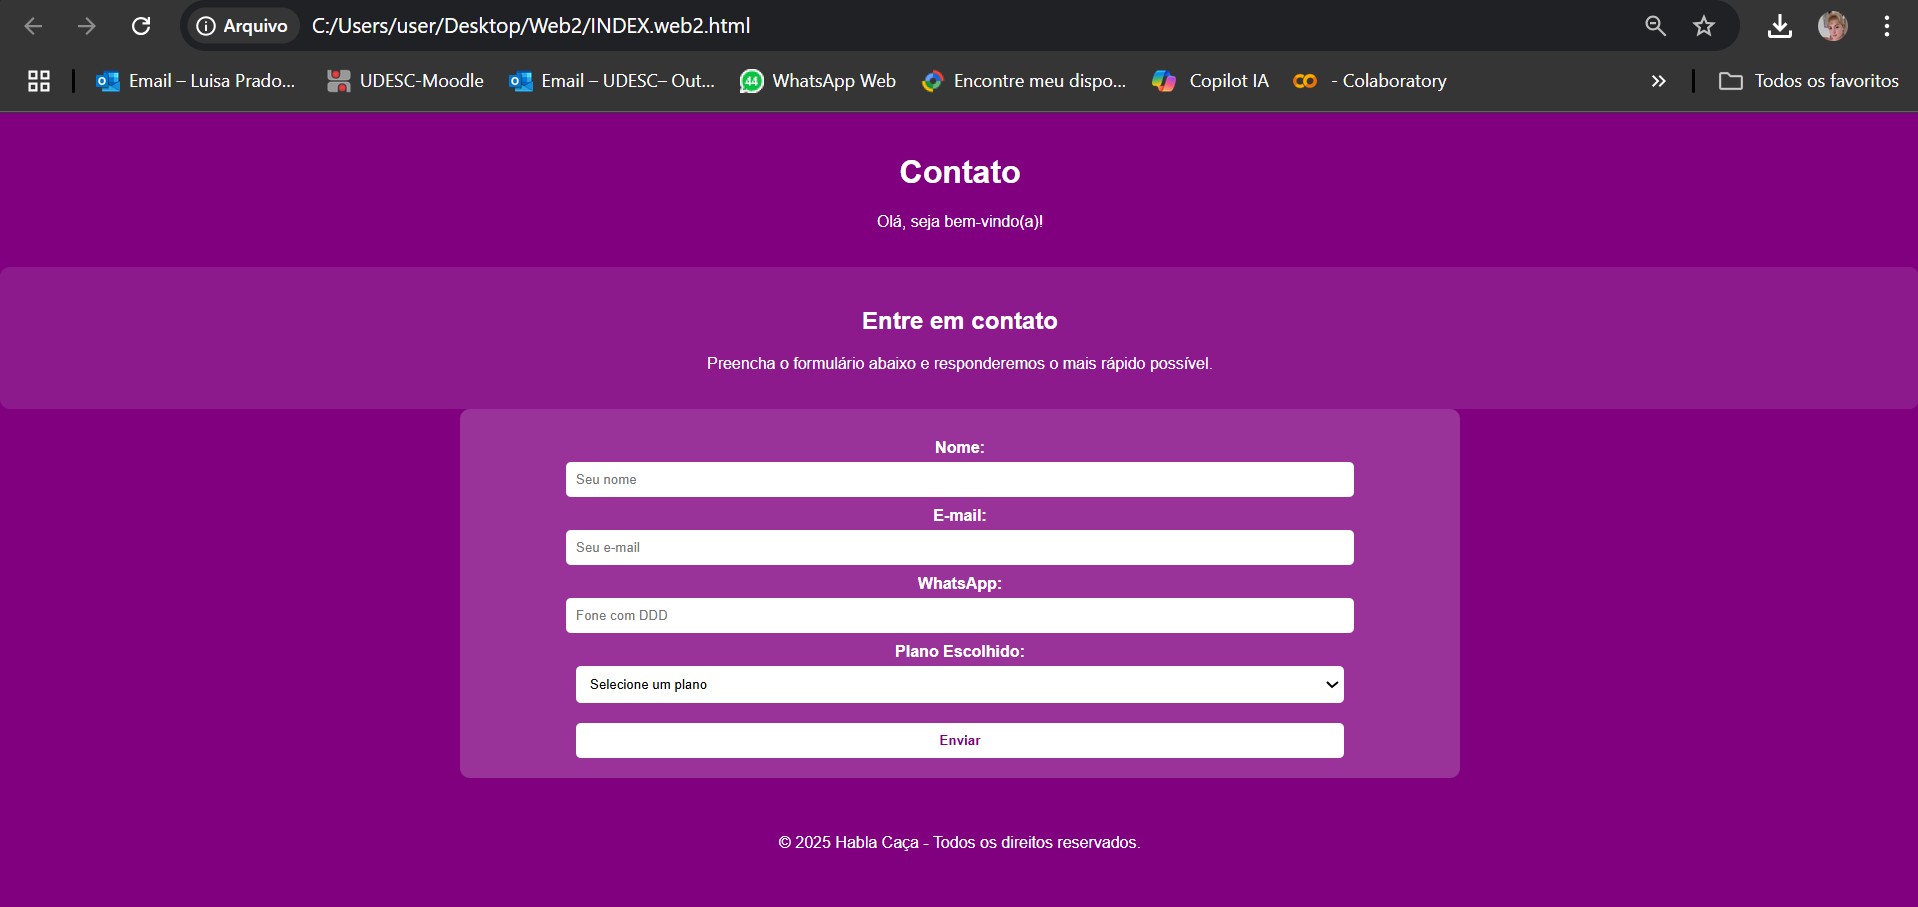 Arquivo C:/Users/user/Desktop/Web2/INDEX.web2.html
Email – Luisa Prado... UDESC-Moodle Email – UDESC– Out... 44 WhatsApp Web Encontre meu dispo... Copilot IA - Colaboratory Todos os favoritos
Contato
Olá, seja bem-vindo(a)!
Entre em contato
Preencha o formulário abaixo e responderemos o mais rápido possível.
Nome:
Seu nome
E-mail:
Seu e-mail
WhatsApp:
Fone com DDD
Plano Escolhido:
Selecione um plano
Enviar
© 2025 Habla Caça - Todos os direitos reservados.